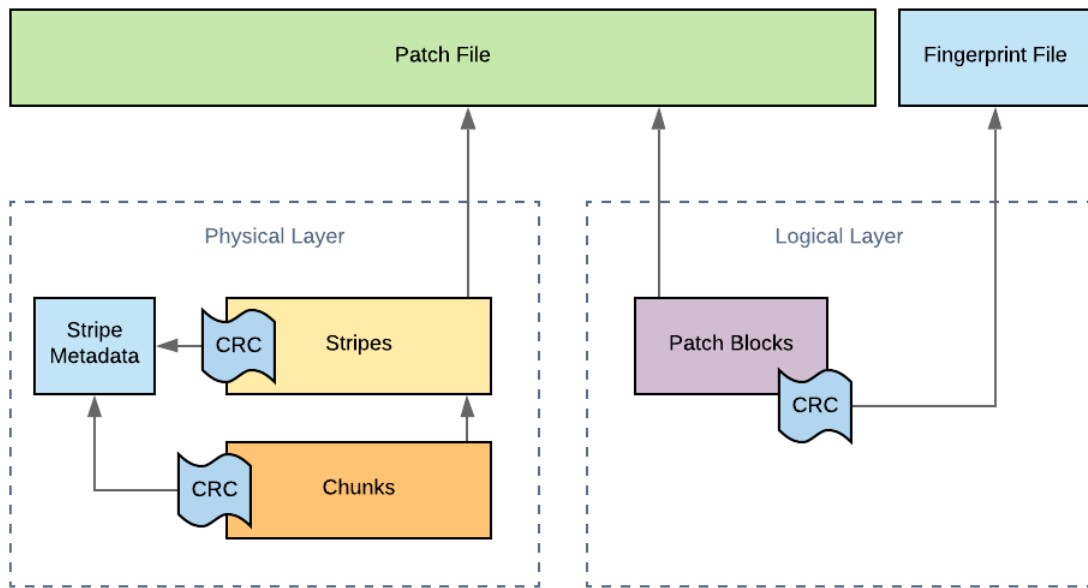 Patch File
Fingerprint File
Physical Layer
Logical Layer
Stripe
Metadata
CRC
Stripes
Patch Blocks
CRC
CRC
Chunks